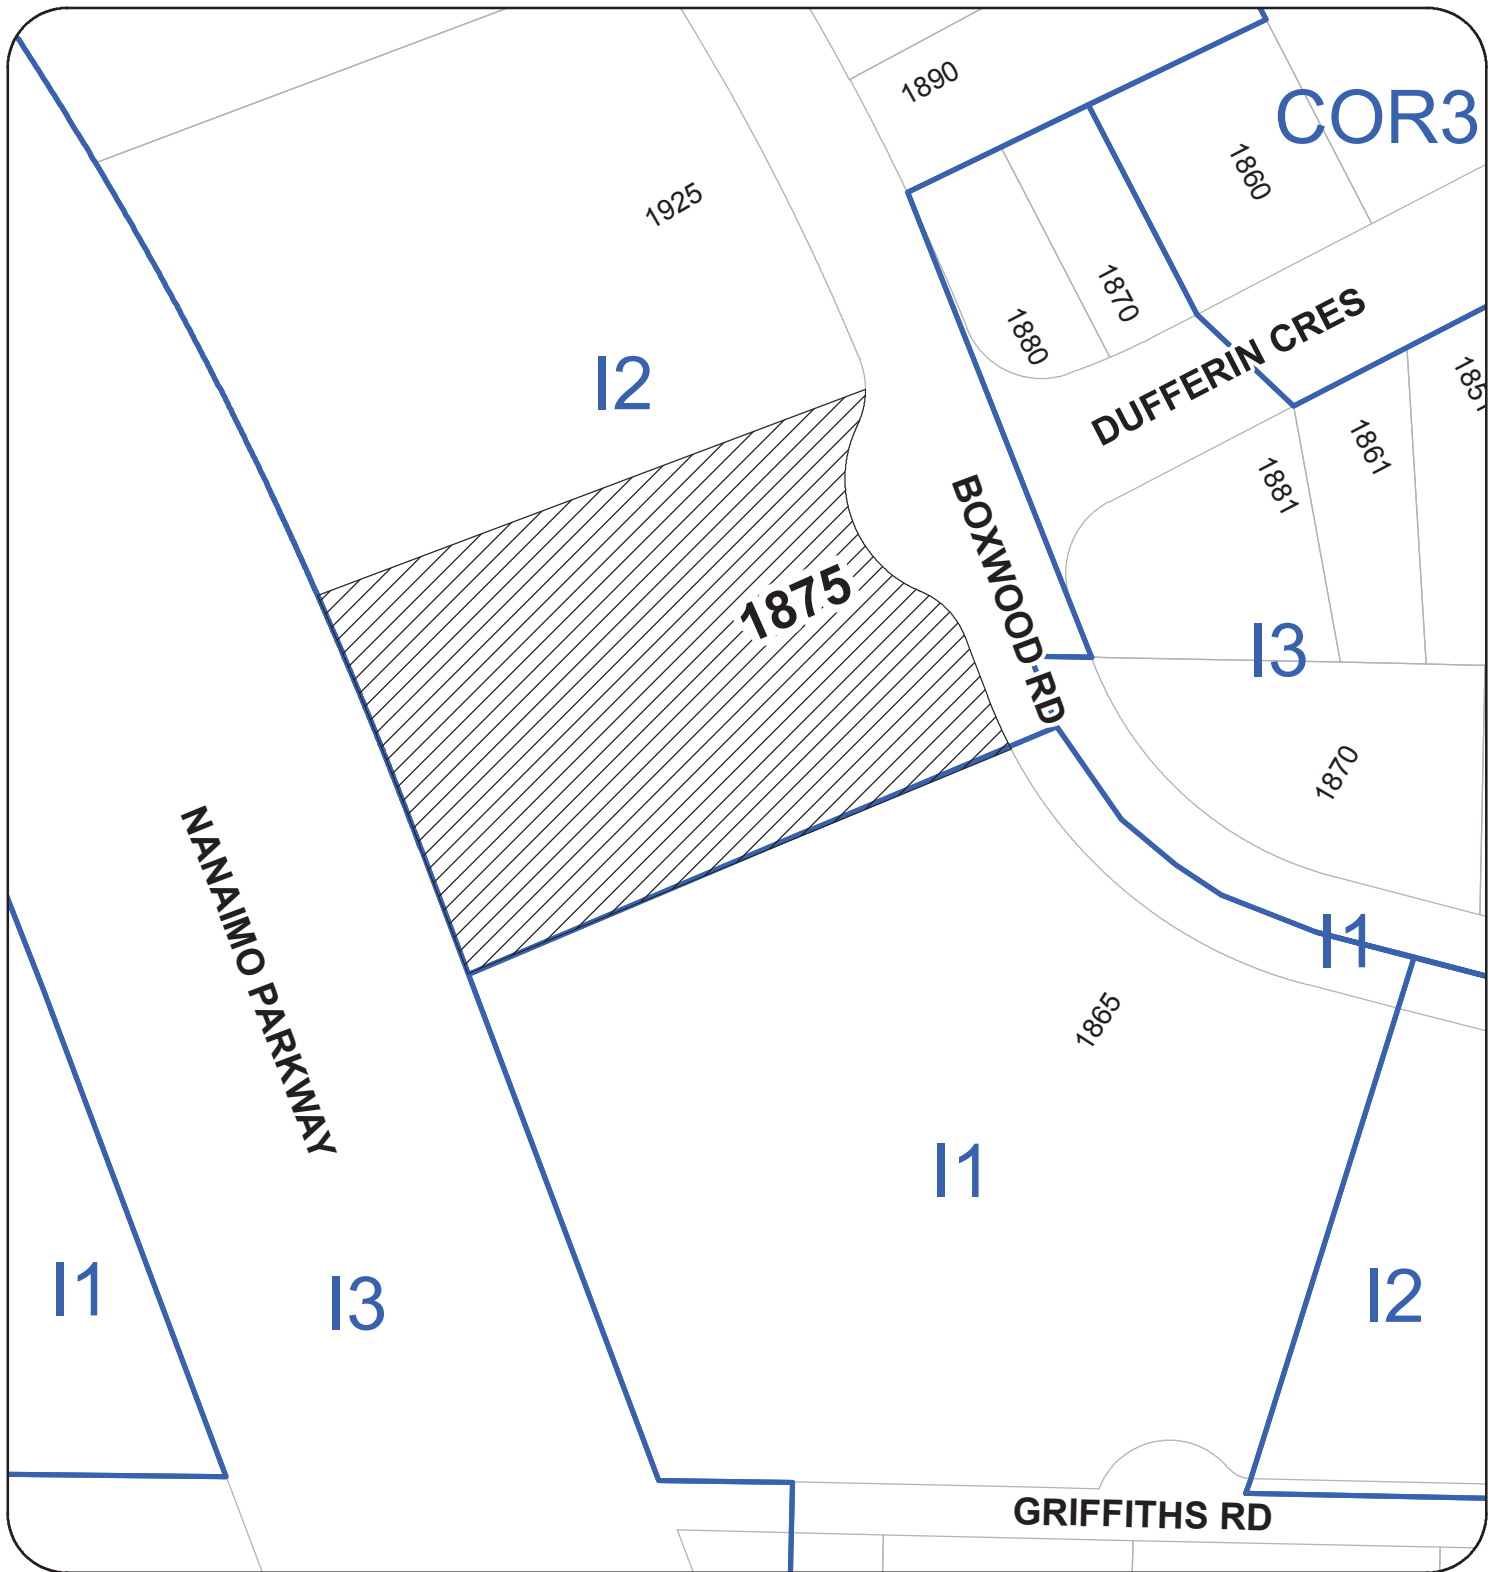 1890
COR3
1860
1925
1870
1880
DUFFERIN CRES
I2
1851
1861
1881
BOXWOOD RD
1875
I3
1870
NANAIMO PARKWAY
I1
1865
I1
I1
I3
I2
GRIFFITHS RD